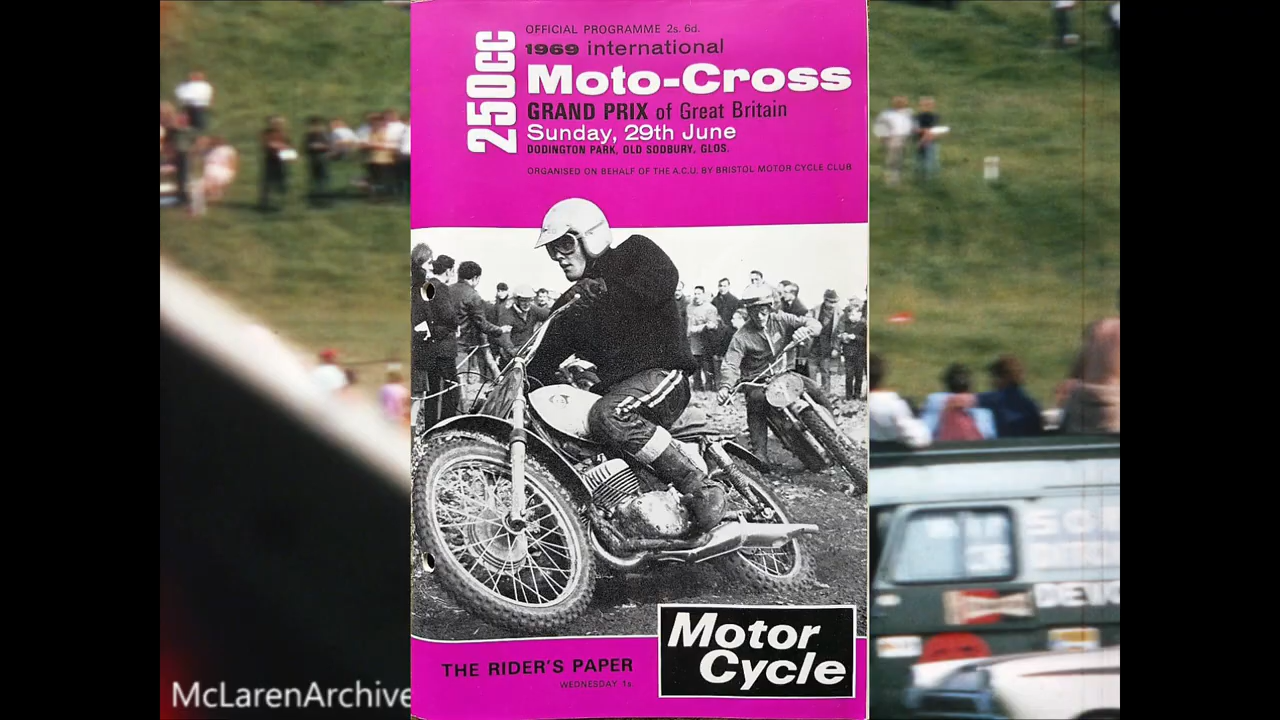 OFFICIAL PROGRAMME 2s. 6d.
1969 international
250cc
Moto-Cross
GRAND PRIX of Great Britain
Sunday, 29th June
DODINGTON PARK, OLD SODBURY, GLOS.
ORGANISED ON BEHALF OF THE A.C.U. BY BRISTOL MOTOR CYCLE CLUB
Motor
Cycle
THE RIDER'S PAPER
WEDNESDAY 1s.
McLarenArchive